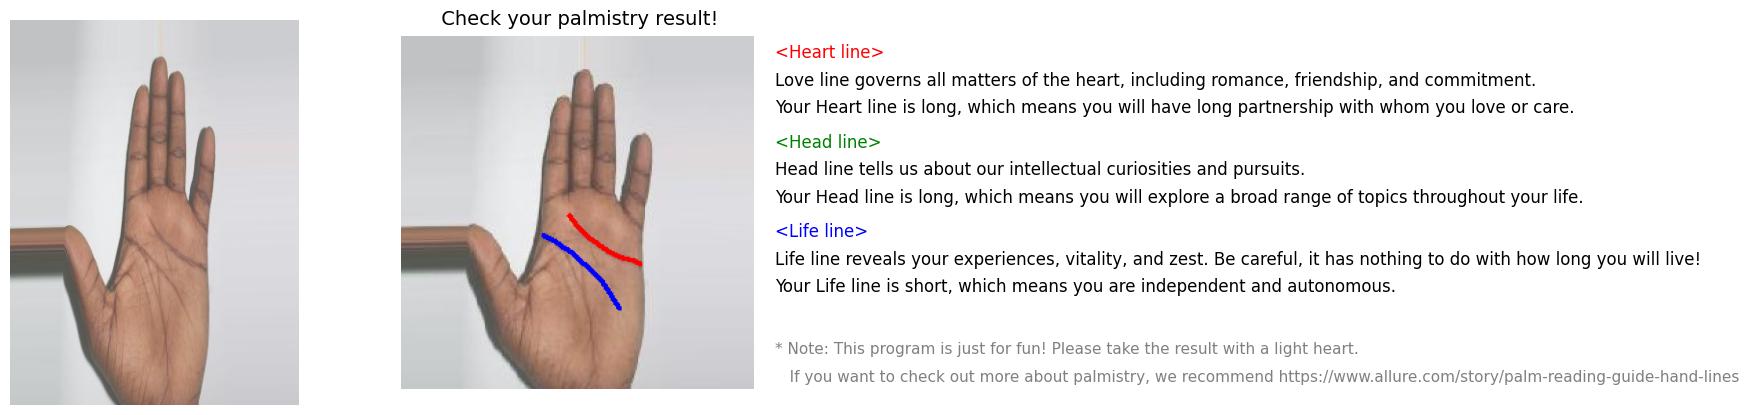 Check your palmistry result!
<Heart line>
Love line governs all matters of the heart, including romance, friendship, and commitment.
Your Heart line is long, which means you will have long partnership with whom you love or care.
<Head line>
Head line tells us about our intellectual curiosities and pursuits.
Your Head line is long, which means you will explore a broad range of topics throughout your life.
<Life line>
Life line reveals your experiences, vitality, and zest. Be careful, it has nothing to do with how long you will live!
Your Life line is short, which means you are independent and autonomous.
* Note: This program is just for fun! Please take the result with a light heart.
If you want to check out more about palmistry, we recommend https://www.allure.com/story/palm-reading-guide-hand-lines